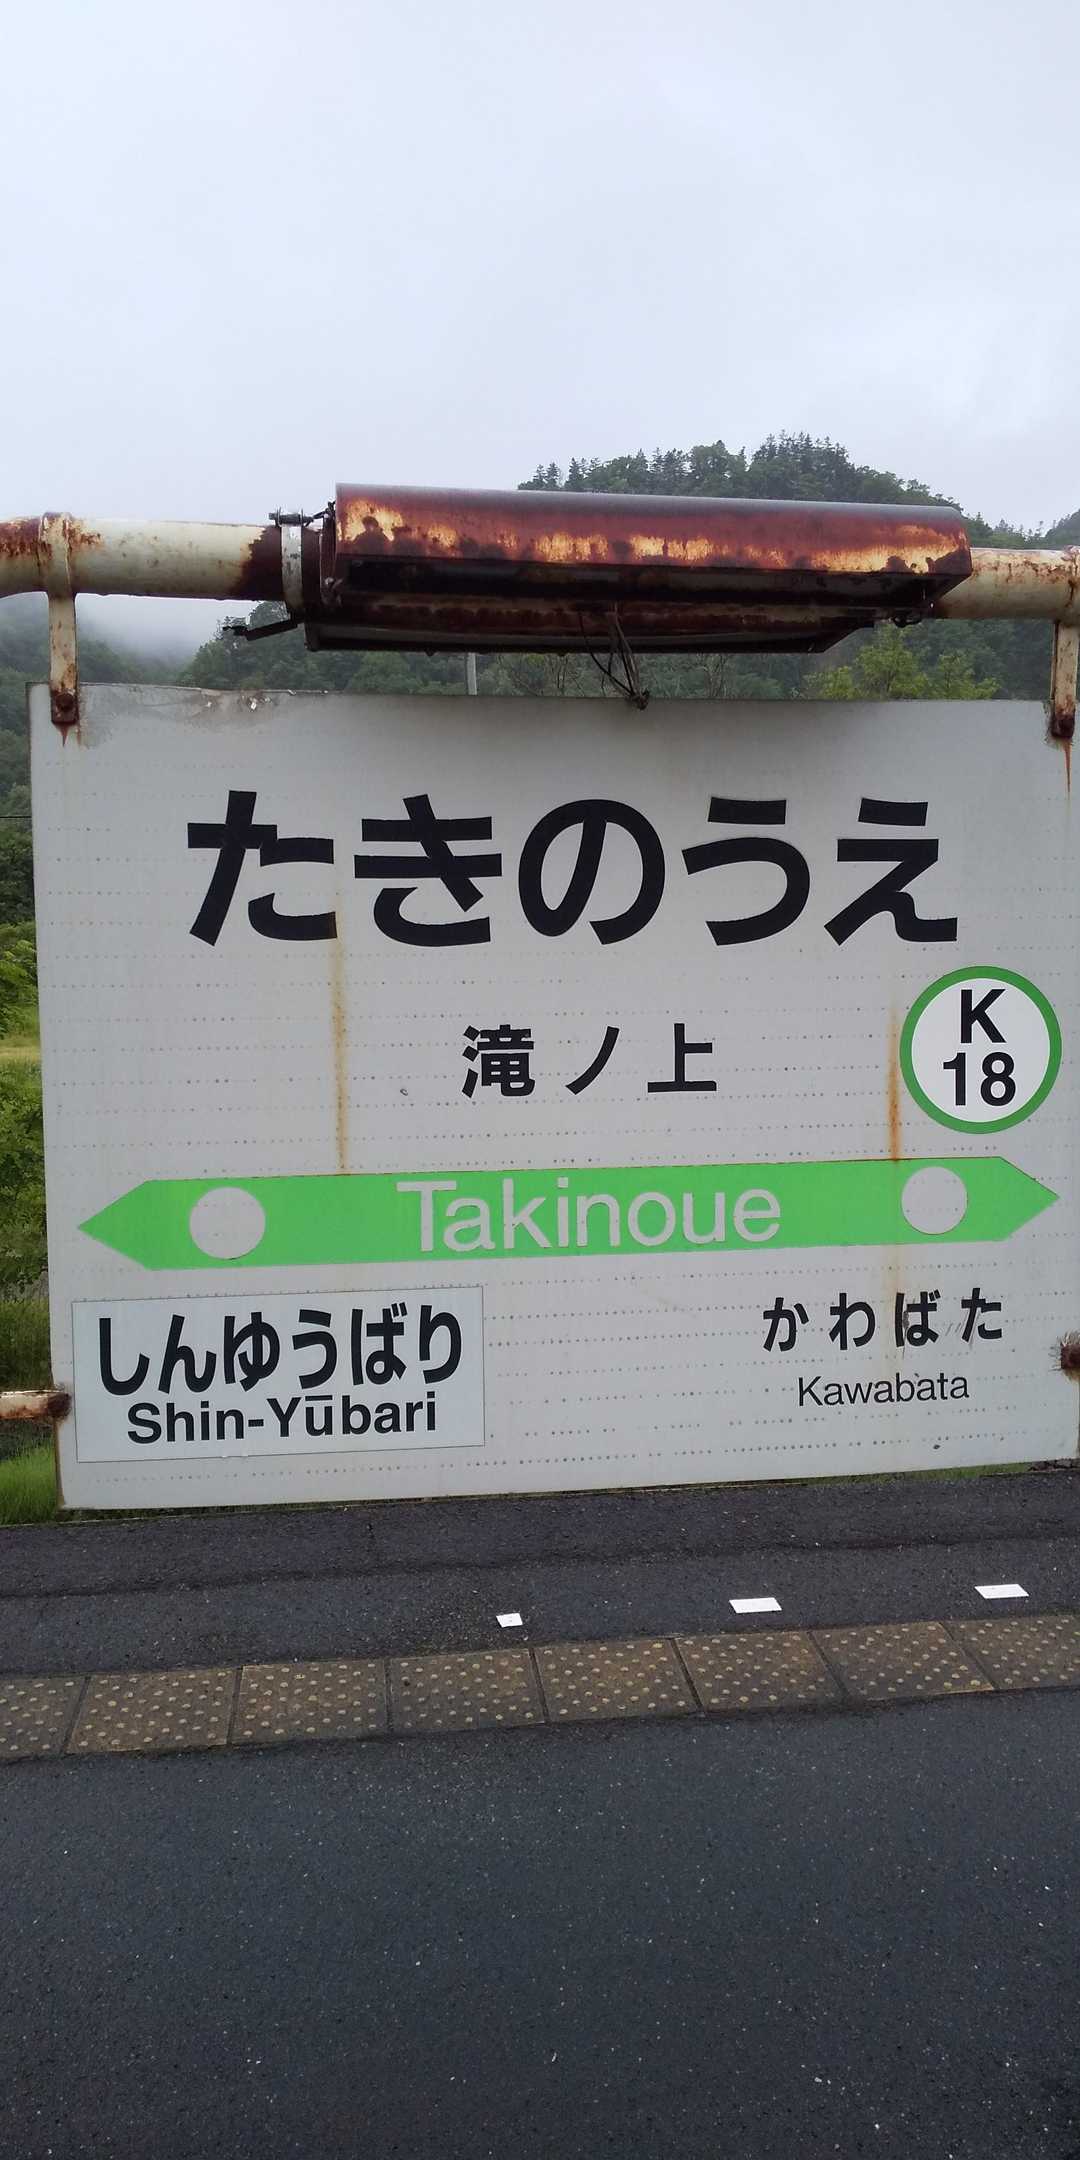 たきのうえ
滝ノ上
K
18
Takinoue
しんゆうばり
Shin-Yūbari
かわばた
Kawabata